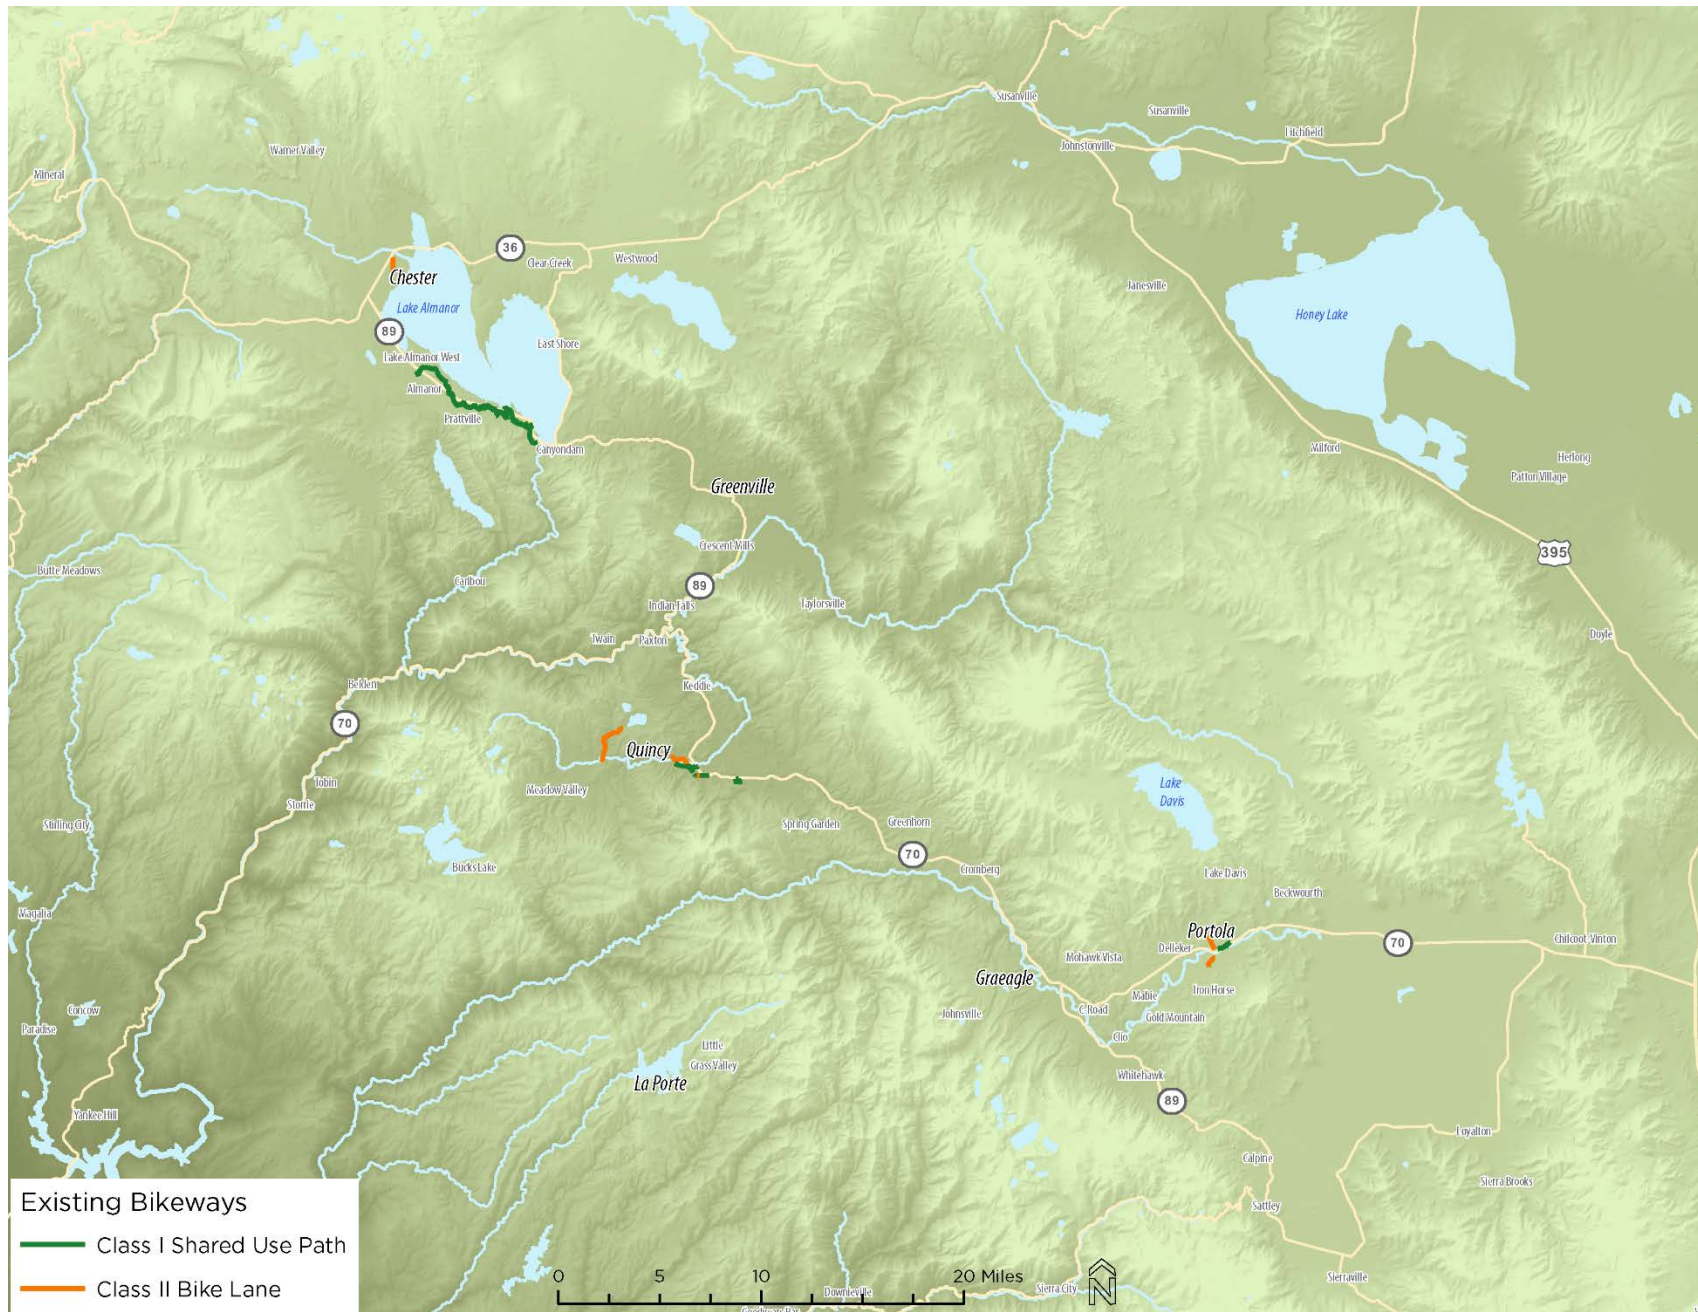 Susanville
Susanville
Litchfield
Johnstonville
Warner Valley
Mineral
36
Westwood
Clear Creek
Chester
Janesville
Lake Almanor
Honey Lake
89
East Shore
Lake Almanor West
Almanor
Prattville
Canyondam
Milford
Herlong
Patton Village
Greenville
395
Crescent Mills
Butte Meadows
Caribou
89
Indian Falls
Taylorsville
Twain
Paxton
Doyle
Belden
Keddie
70
Quincy
Tobin
Meadow Valley
Lake
Davis
Storrie
Stirling City
Spring Garden
Greenhorn
70
Bucks Lake
Cromberg
Lake Davis
Beckwourth
Magalia
Portola
Delleker
70
Chilcoot-Vinton
Mohawk Vista
Graeagle
Iron Horse
Mabie
Concow
Johnsville
C-Road
Gold Mountain
Paradise
Clio
Little
Grass Valley
La Porte
Whitehawk
89
Yankee Hill
Loyalton
Calpine
Sierra Brooks
Sattley
Existing Bikeways
Class I Shared Use Path
Class II Bike Lane
0 5 10 20 Miles
N
Sierraville
Sierra City
Downieville
Goodyears Bar